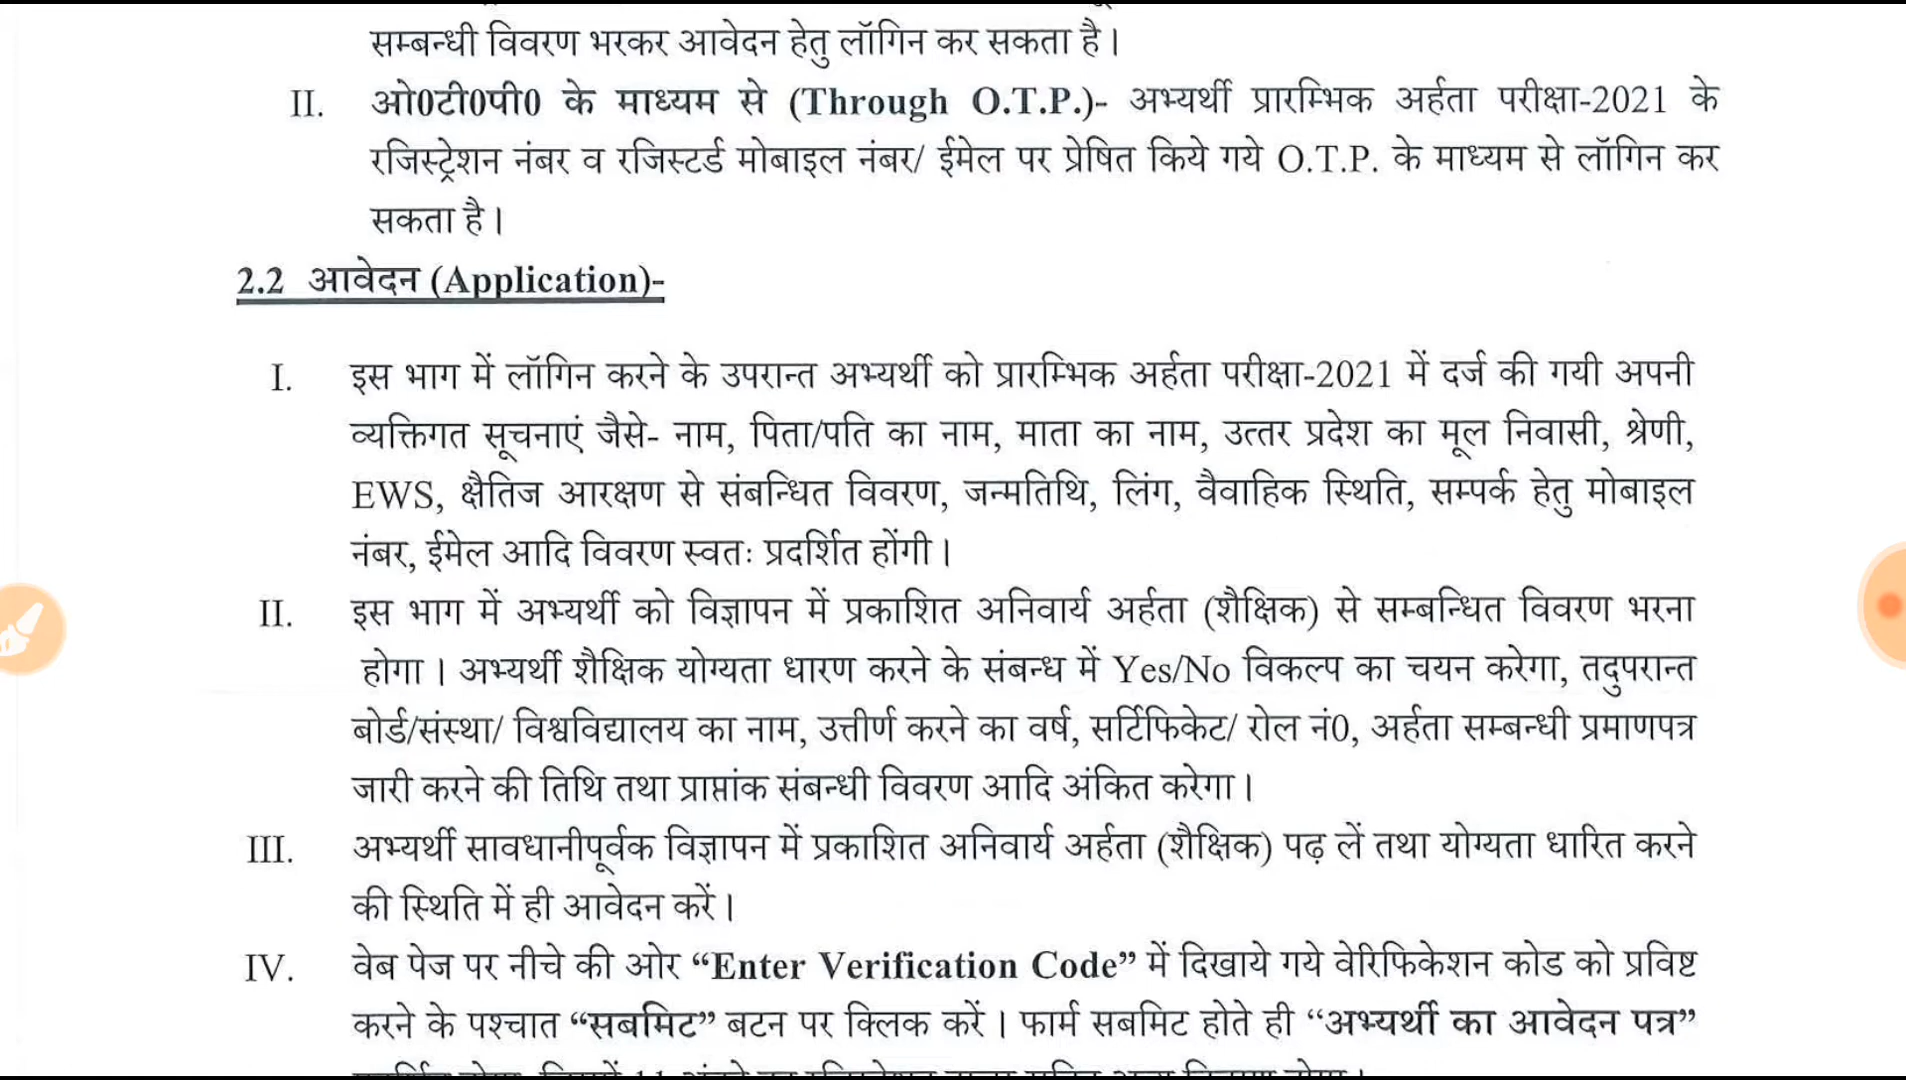 सम्बन्धी विवरण भरकर आवेदन हेतु लॉगिन कर सकता है।
II. ओ0टी0पी0 के माध्यम से (Through O.T.P.)- अभ्यर्थी प्रारम्भिक अर्हता परीक्षा-2021 के
रजिस्ट्रेशन नंबर व रजिस्टर्ड मोबाइल नंबर/ ईमेल पर प्रेषित किये गये O.T.P. के माध्यम से लॉगिन कर
सकता है।
2.2 आवेदन (Application)-
I. इस भाग में लॉगिन करने के उपरान्त अभ्यर्थी को प्रारम्भिक अर्हता परीक्षा-2021 में दर्ज की गयी अपनी
व्यक्तिगत सूचनाएं जैसे- नाम, पिता/पति का नाम, माता का नाम, उत्तर प्रदेश का मूल निवासी, श्रेणी,
EWS, क्षैतिज आरक्षण से संबन्धित विवरण, जन्मतिथि, लिंग, वैवाहिक स्थिति, सम्पर्क हेतु मोबाइल
नंबर, ईमेल आदि विवरण स्वतः प्रदर्शित होंगी।
II. इस भाग में अभ्यर्थी को विज्ञापन में प्रकाशित अनिवार्य अर्हता (शैक्षिक) से सम्बन्धित विवरण भरना
होगा। अभ्यर्थी शैक्षिक योग्यता धारण करने के संबन्ध में Yes/No विकल्प का चयन करेगा, तदुपरान्त
बोर्ड/संस्था/ विश्वविद्यालय का नाम, उत्तीर्ण करने का वर्ष, सर्टिफिकेट/ रोल नं0, अर्हता सम्बन्धी प्रमाणपत्र
जारी करने की तिथि तथा प्राप्तांक संबन्धी विवरण आदि अंकित करेगा।
III. अभ्यर्थी सावधानीपूर्वक विज्ञापन में प्रकाशित अनिवार्य अर्हता (शैक्षिक) पढ़ लें तथा योग्यता धारित करने
की स्थिति में ही आवेदन करें।
IV. वेब पेज पर नीचे की ओर “Enter Verification Code” में दिखाये गये वेरिफिकेशन कोड को प्रविष्ट
करने के पश्चात “सबमिट” बटन पर क्लिक करें। फार्म सबमिट होते ही “अभ्यर्थी का आवेदन पत्र”